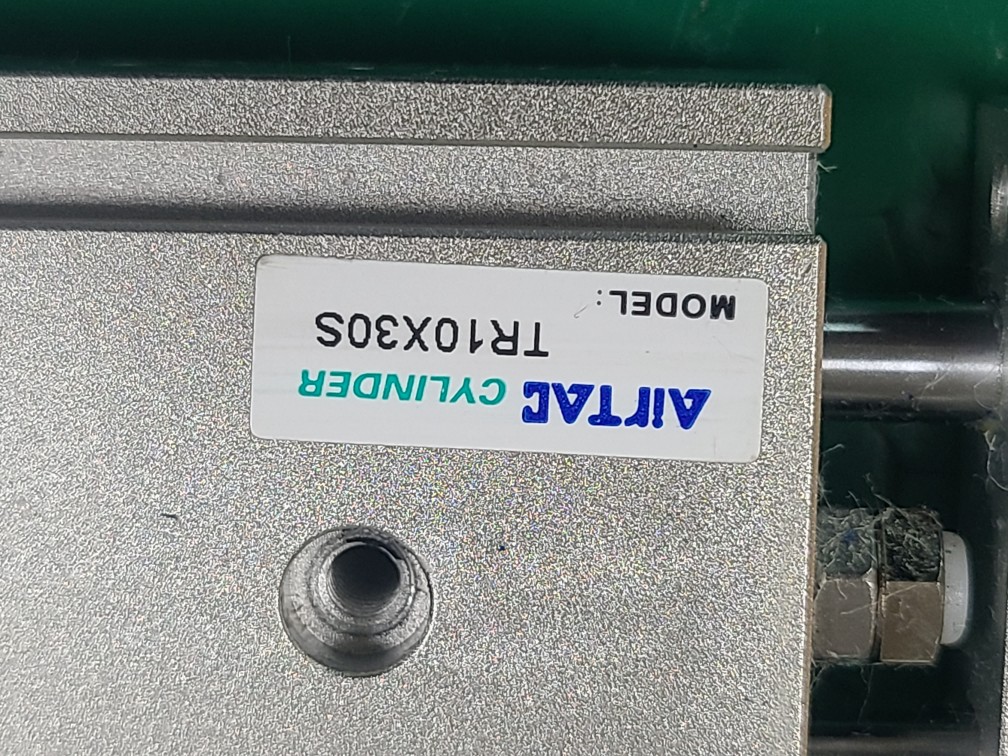 AirTAC CYLINDER
TR10X30S
MODEL: